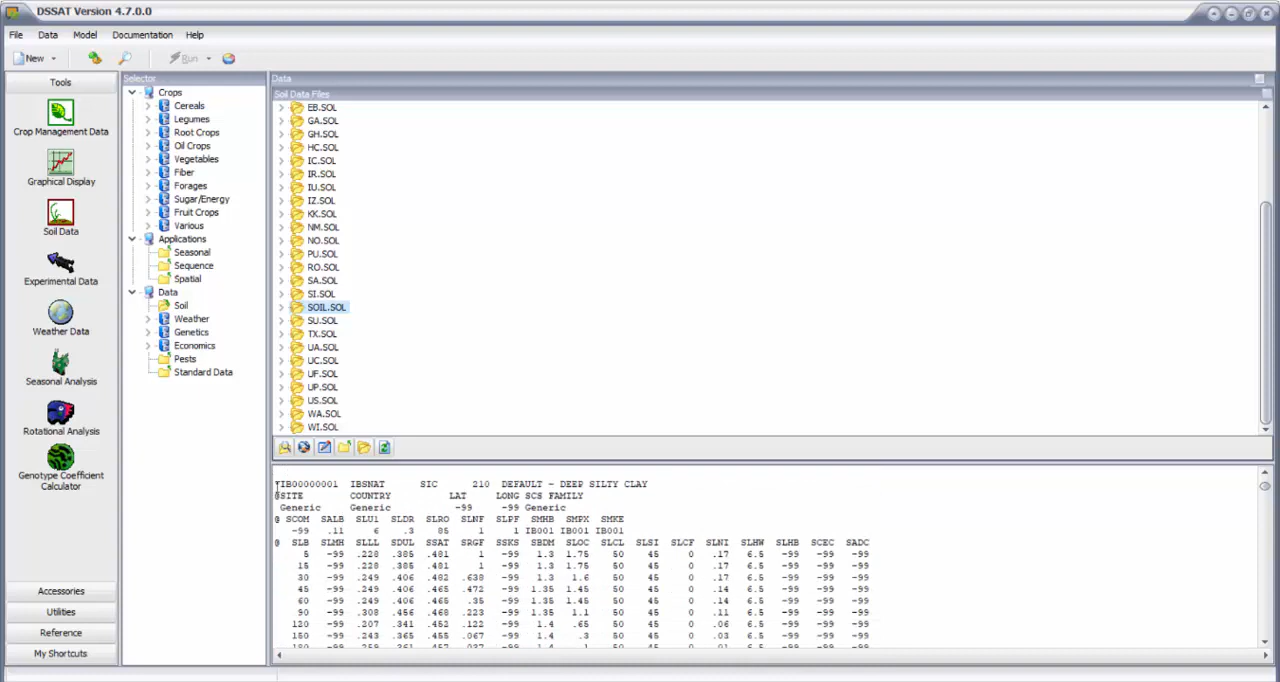 DSSAT Version 4.7.0.0
File Data Model Documentation Help
New Run
Tools
Crop Management Data
Graphical Display
Soil Data
Experimental Data
Weather Data
Seasonal Analysis
Rotational Analysis
Genotype Coefficient
Calculator
Accessories
Utilities
Reference
My Shortcuts
Selector
Crops
Cereals
Legumes
Root Crops
Oil Crops
Vegetables
Fiber
Forages
Sugar/Energy
Fruit Crops
Various
Applications
Seasonal
Sequence
Spatial
Data
Soil
Weather
Genetics
Economics
Pests
Standard Data
Data
Soil Data Files
EB.SOL
GA.SOL
GH.SOL
HC.SOL
IC.SOL
IR.SOL
IU.SOL
IZ.SOL
KK.SOL
NM.SOL
NO.SOL
PU.SOL
RO.SOL
SA.SOL
SI.SOL
SOIL.SOL
SU.SOL
TX.SOL
UA.SOL
UC.SOL
UF.SOL
UP.SOL
US.SOL
WA.SOL
WI.SOL
*IB00000001 IBSNAT SIC 210 DEFAULT - DEEP SILTY CLAY
@SITE COUNTRY LAT LONG SCS FAMILY
Generic Generic -99 -99 Generic
@ SCOM SALB SLU1 SLDR SLRO SLNF SLPF SMHB SMPX SMKE
-99 .11 6 .3 85 1 1 IB001 IB001 IB001
@ SLB SLMH SLLL SDUL SSAT SRGF SSKS SBDM SLOC SLCL SLSI SLCF SLNI SLHW SLHB SCEC SADC
5 -99 .228 .385 .481 1 -99 1.3 1.75 50 45 0 .17 6.5 -99 -99 -99
15 -99 .228 .385 .481 1 -99 1.3 1.75 50 45 0 .17 6.5 -99 -99 -99
30 -99 .249 .406 .482 .638 -99 1.3 1.6 50 45 0 .17 6.5 -99 -99 -99
45 -99 .249 .406 .465 .472 -99 1.35 1.45 50 45 0 .14 6.5 -99 -99 -99
60 -99 .249 .406 .465 .35 -99 1.35 1.45 50 45 0 .14 6.5 -99 -99 -99
90 -99 .308 .456 .468 .223 -99 1.35 1.1 50 45 0 .11 6.5 -99 -99 -99
120 -99 .207 .341 .452 .122 -99 1.4 .65 50 45 0 .06 6.5 -99 -99 -99
150 -99 .243 .365 .455 .067 -99 1.4 .3 50 45 0 .03 6.5 -99 -99 -99